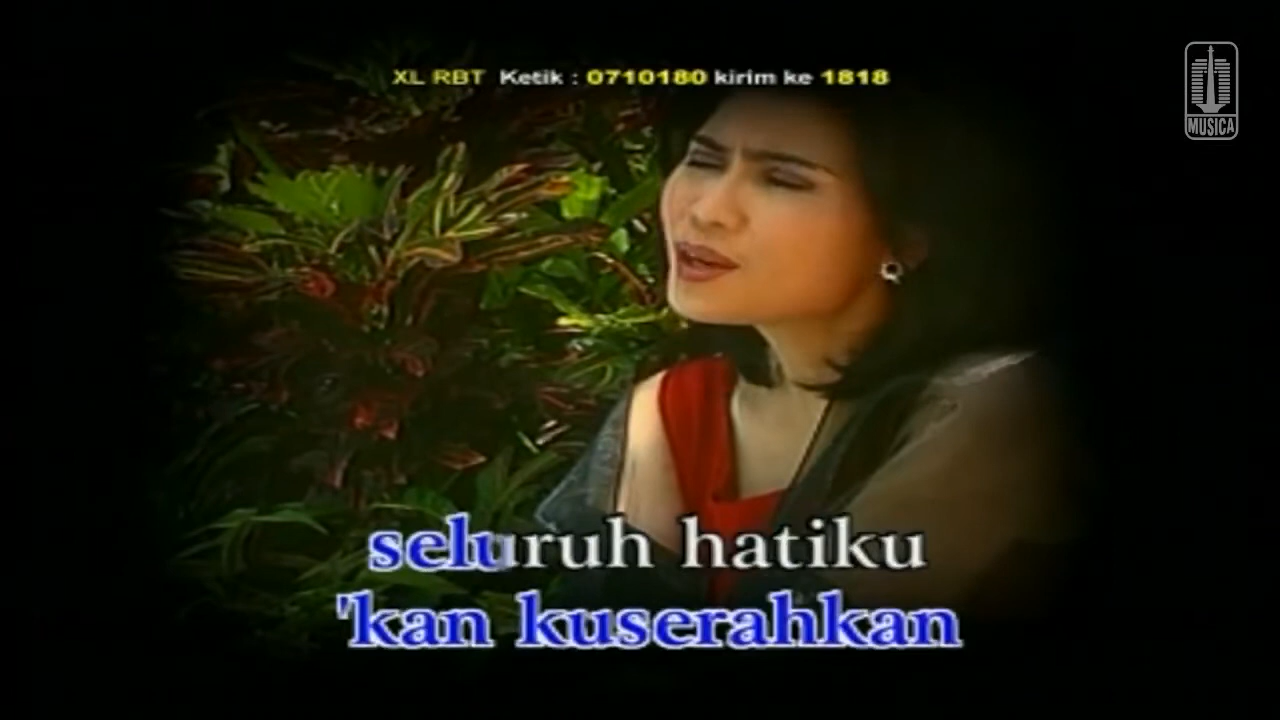 XL RBT Ketik : 0710180 kirim ke 1818
MUSICA
seluruh hatiku
'kan kuserahkan